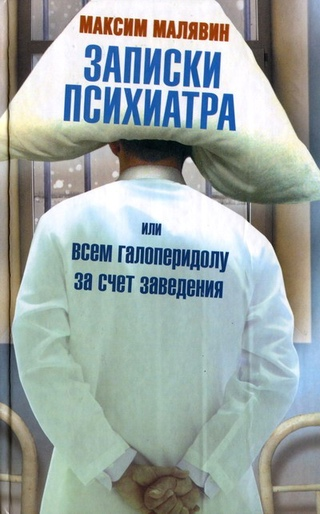 МАКСИМ МАЛЯВИН
ЗАПИСКИ
ПСИХИАТРА
или
ВСЕМ ГАЛОПЕРИДОЛУ
ЗА СЧЕТ ЗАВЕДЕНИЯ